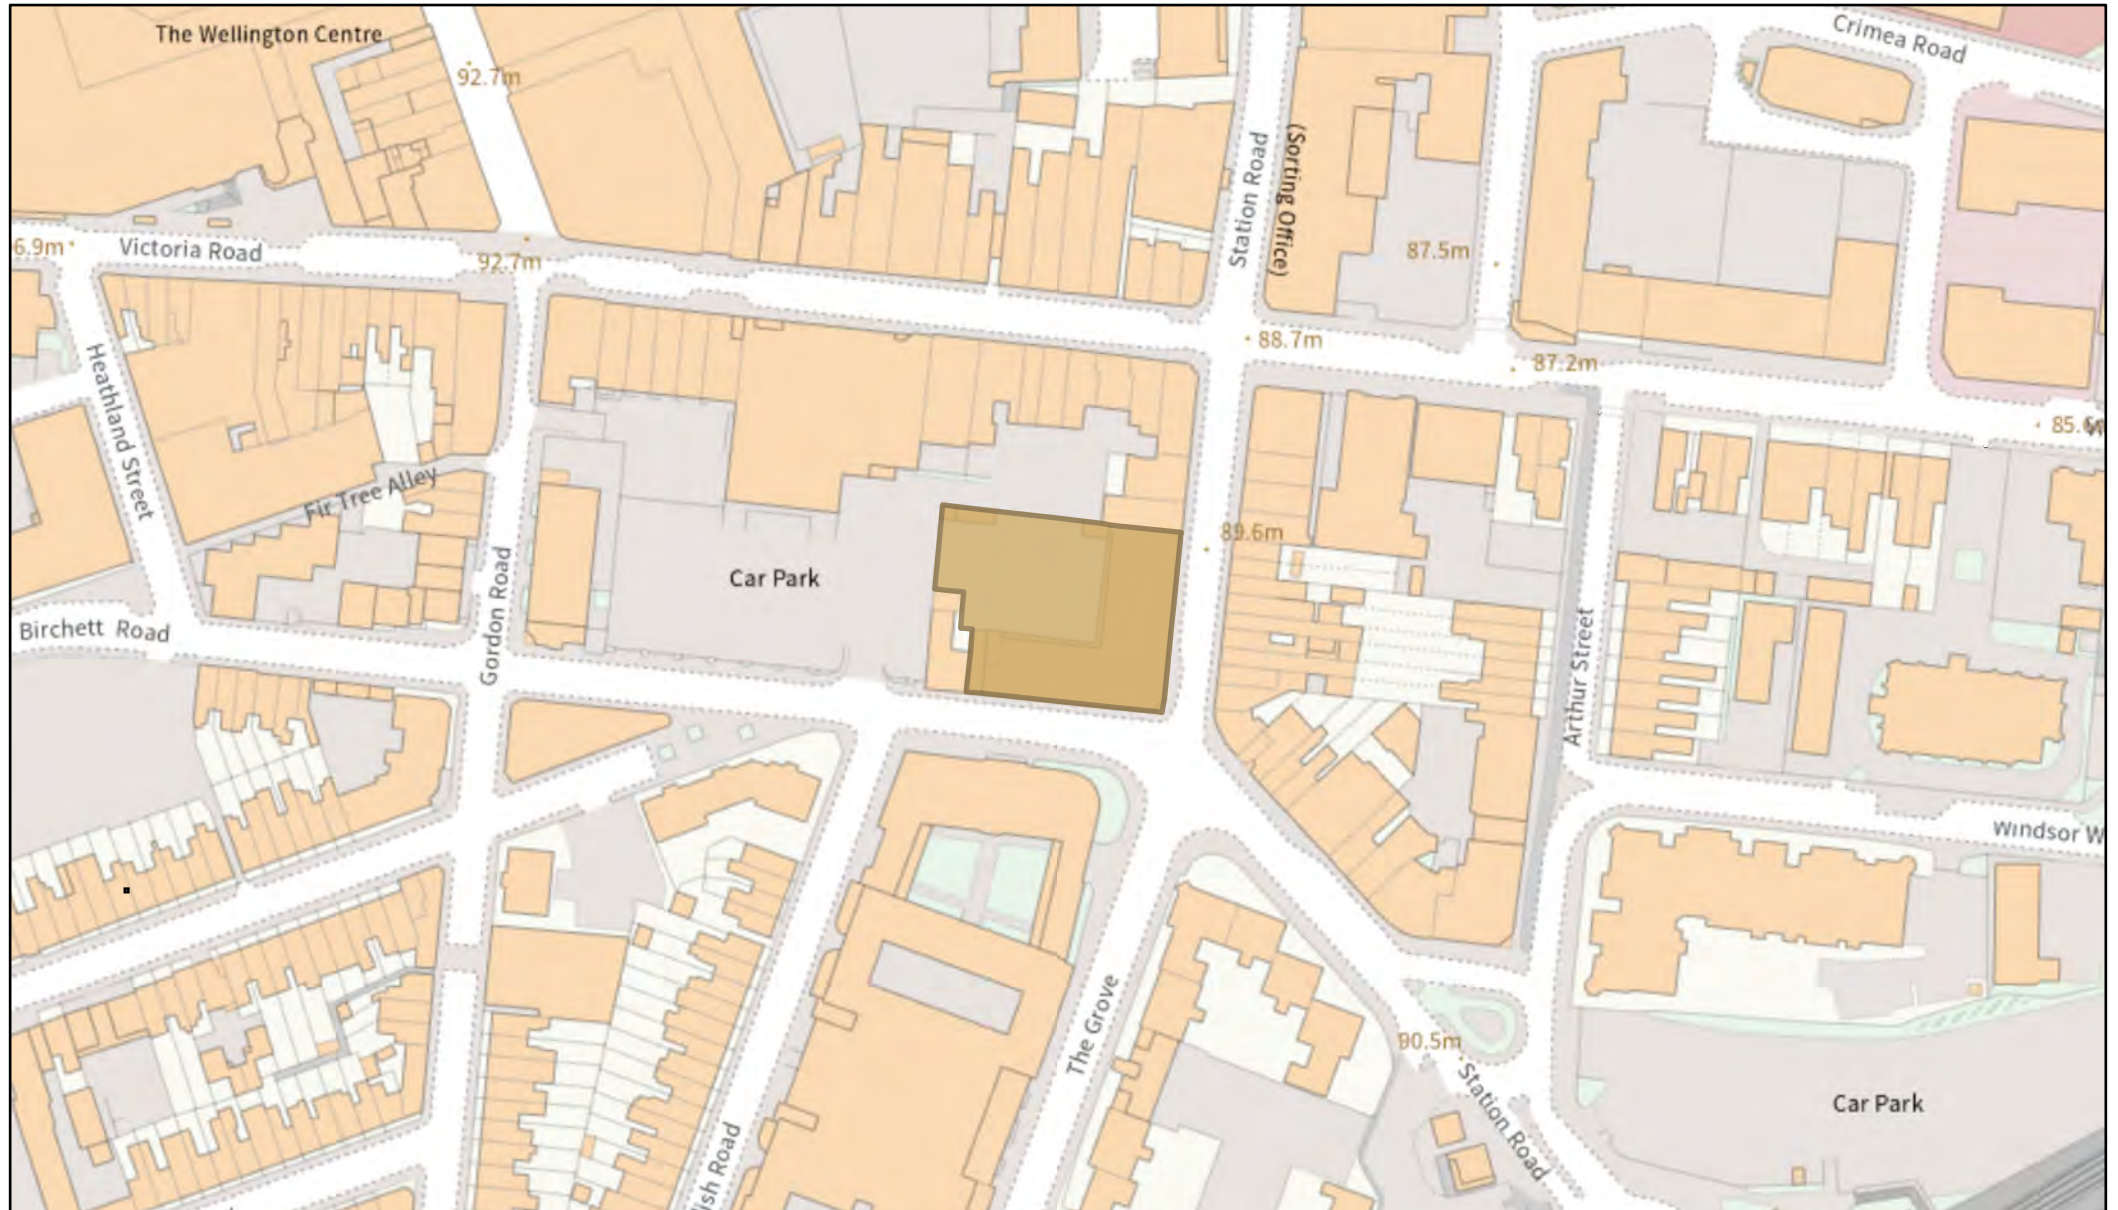 The Wellington Centre
Crimea Road
92.7m
Station Road
(Sorting Office)
6.9m
Victoria Road
92.7m
87.5m
88.7m
87.2m
85.
Heathland Street
Fir Tree Alley
89.6m
Car Park
Gordon Road
Birchett Road
Arthur Street
Windsor W
The Grove
90.5m
Station Road
Car Park
ish Road